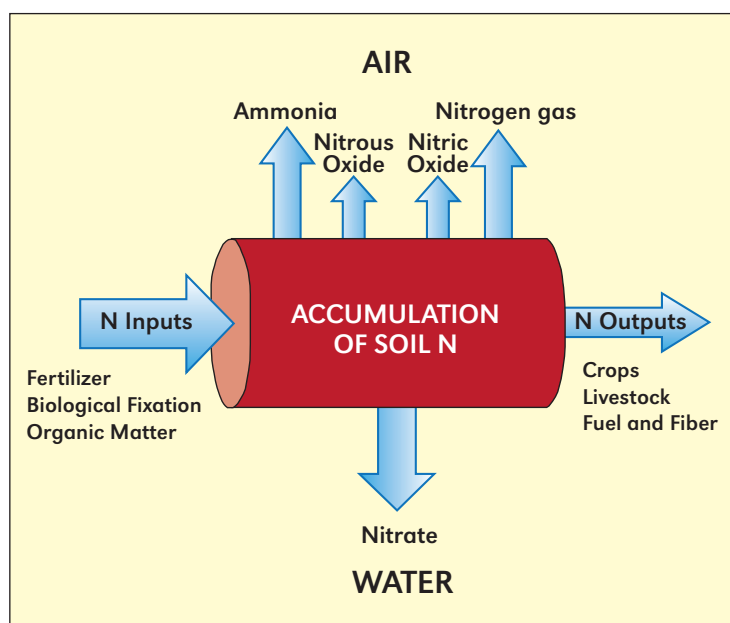 AIR
Ammonia
Nitrogen gas
Nitrous
Oxide
Nitric
Oxide
N Inputs
ACCUMULATION
OF SOIL N
N Outputs
Fertilizer
Biological Fixation
Organic Matter
Crops
Livestock
Fuel and Fiber
Nitrate
WATER